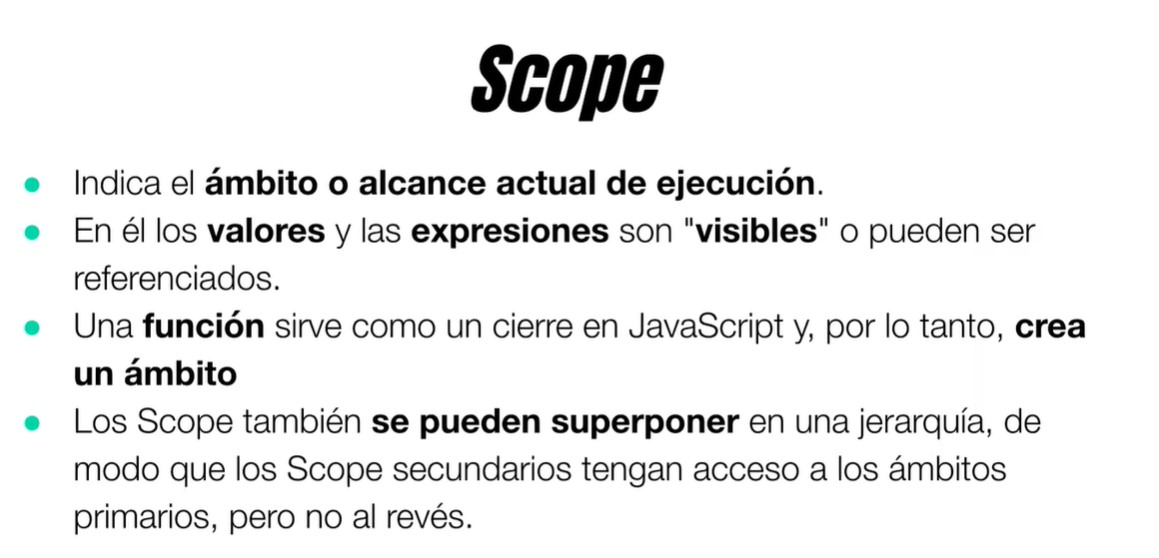 Scope
● Indica el ámbito o alcance actual de ejecución.
● En él los valores y las expresiones son "visibles" o pueden ser
referenciados.
● Una función sirve como un cierre en JavaScript y, por lo tanto, crea
un ámbito
● Los Scope también se pueden superponer en una jerarquía, de
modo que los Scope secundarios tengan acceso a los ámbitos
primarios, pero no al revés.